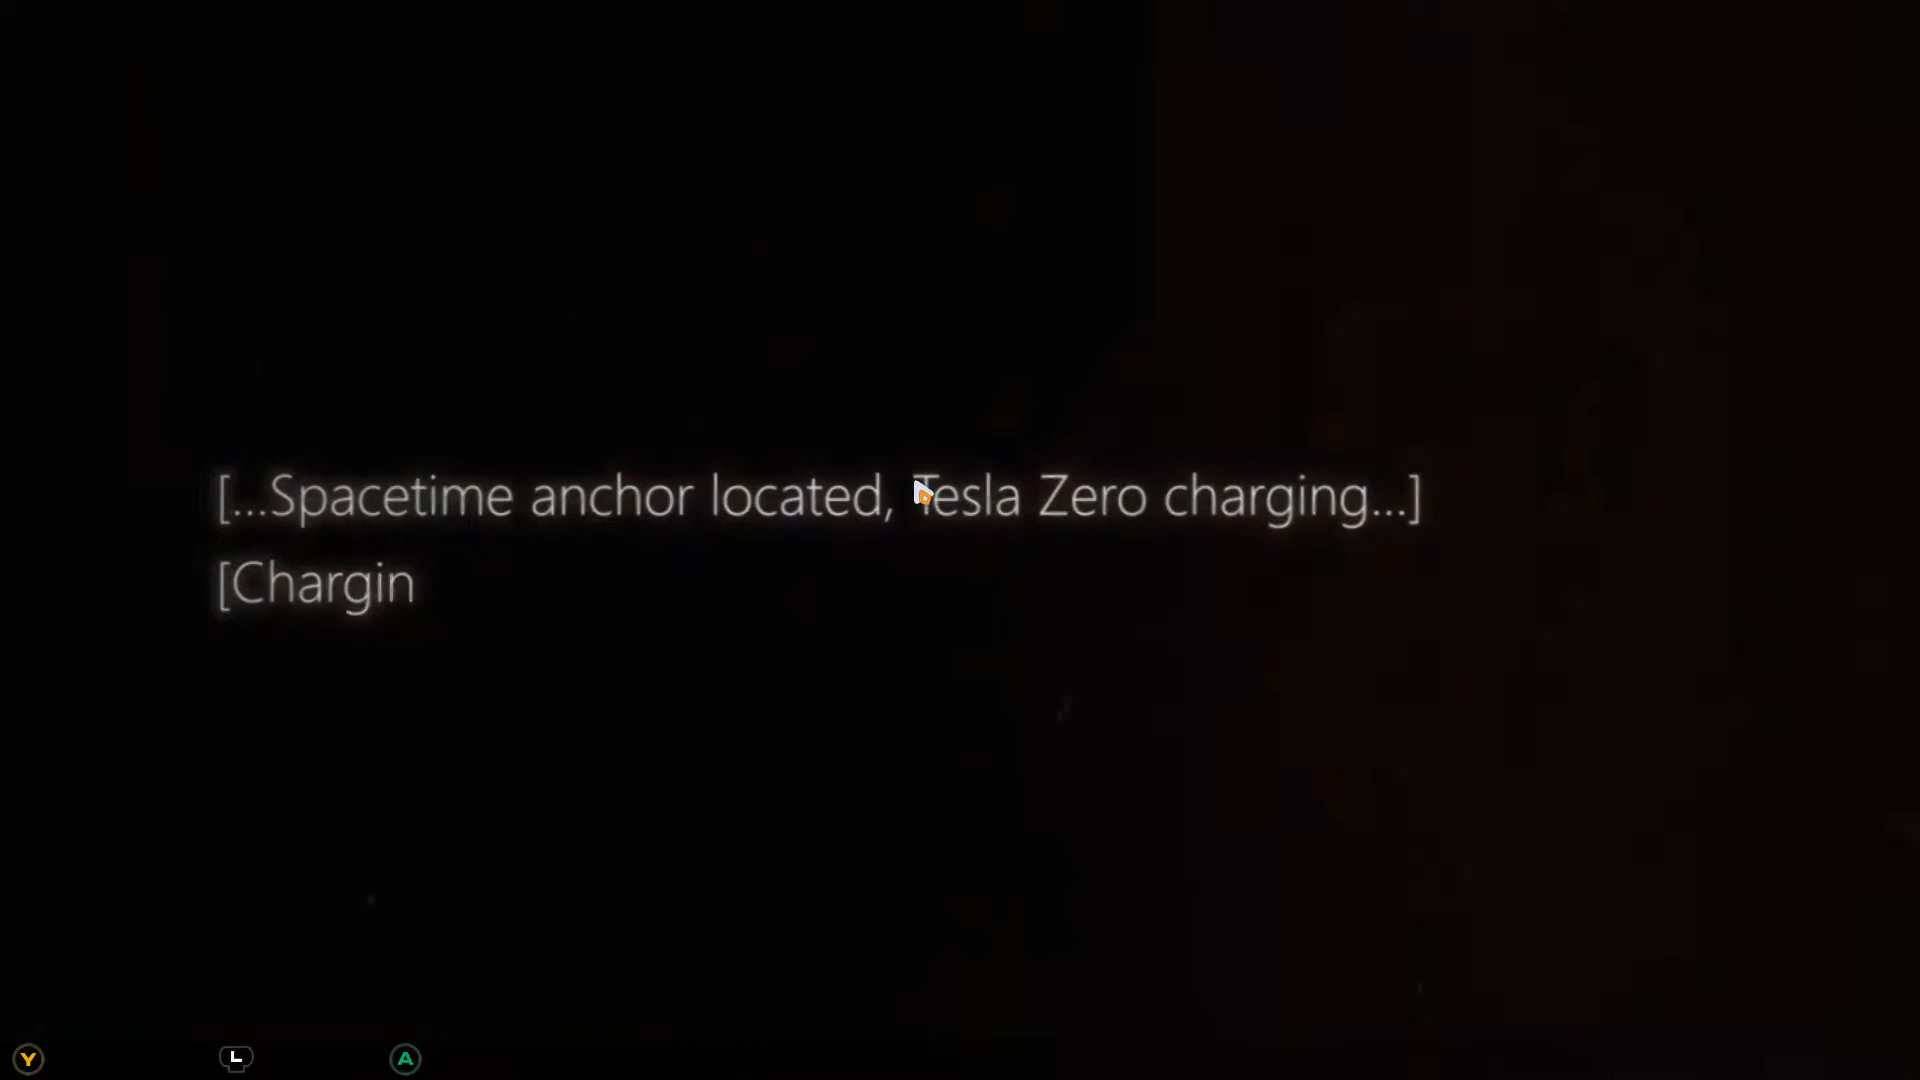 [...Spacetime anchor located, Tesla Zero charging...]
[Chargin
Y L A